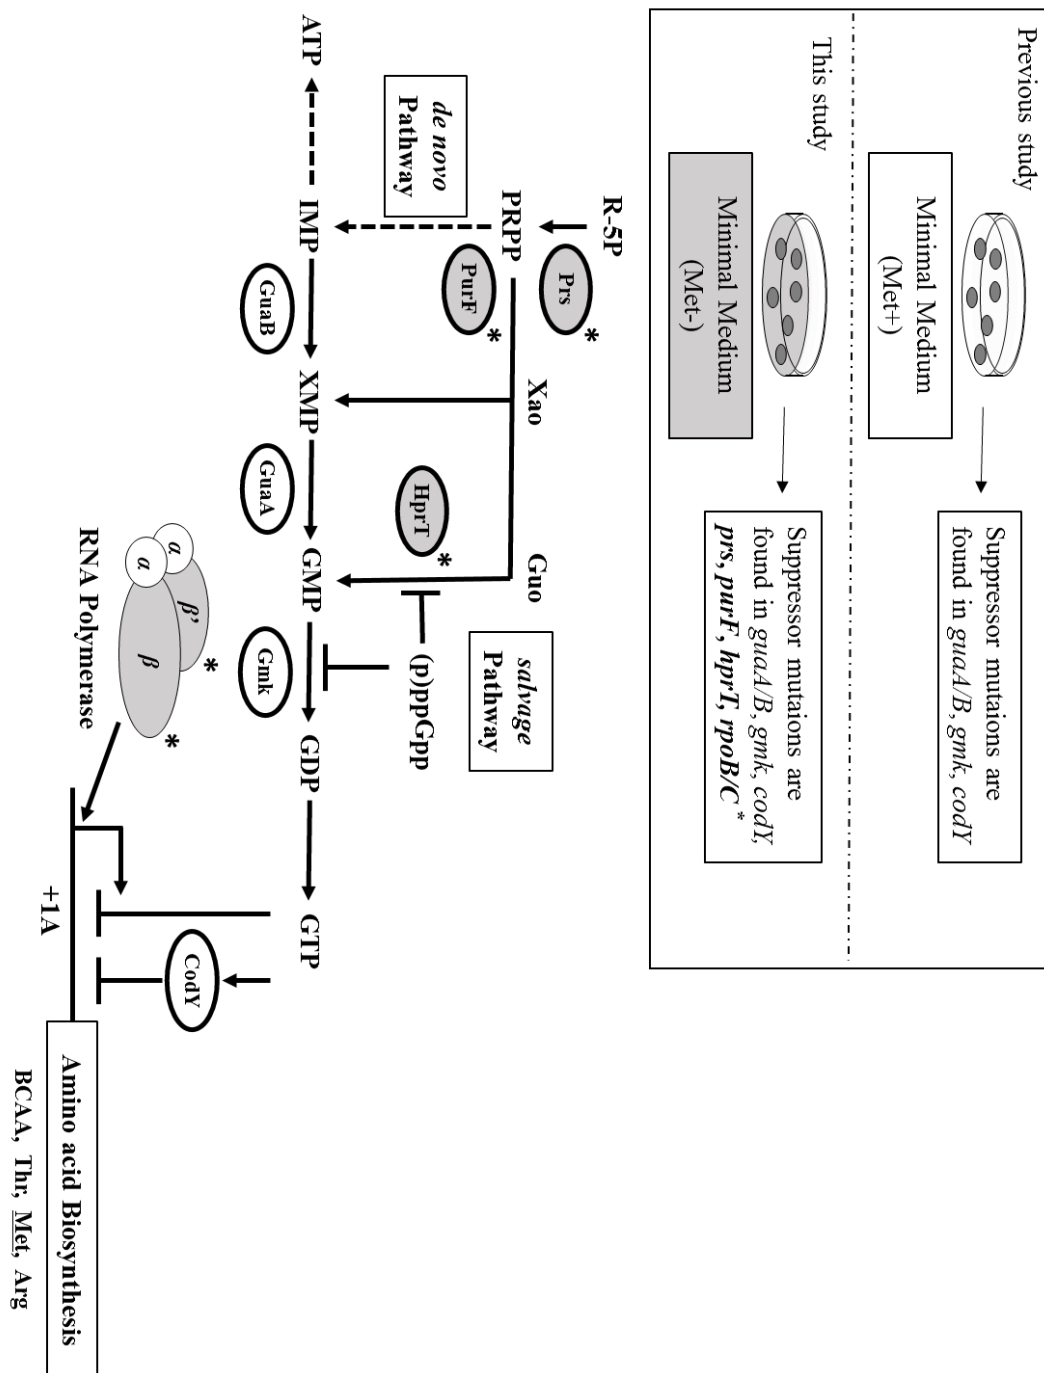 Previous study
Minimal Medium
(Met+)
Suppressor mutaions are
found in guaA/B, gmk, codY
This study
Minimal Medium
(Met-)
Suppressor mutaions are
found in guaA/B, gmk, codY,
prs, purF, hprT, rpoB/C *
R-5P
Prs
*
PRPP
PurF
*
Xao
Guo
de novo
Pathway
salvage
Pathway
HprT
*
(p)ppGpp
ATP
IMP
XMP
GMP
GDP
GTP
GuaB
GuaA
Gmk
CodY
α
α
β'
*
β
*
RNA Polymerase
+1A
Amino acid Biosynthesis
BCAA, Thr, Met, Arg